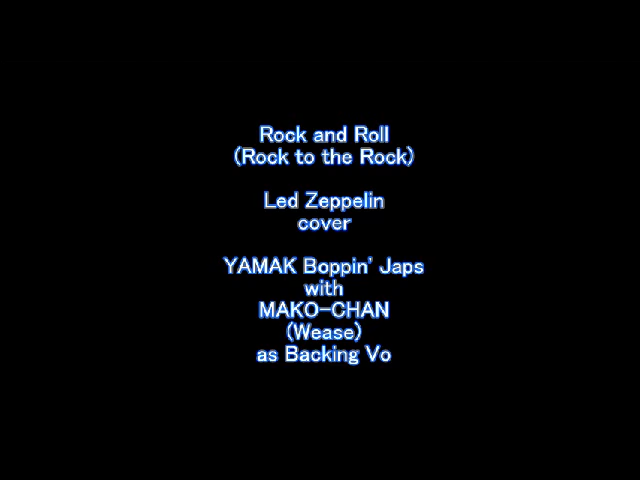 Rock and Roll
(Rock to the Rock)
Led Zeppelin
cover
YAMAK Boppin' Japs
with
MAKO-CHAN
(Wease)
as Backing Vo